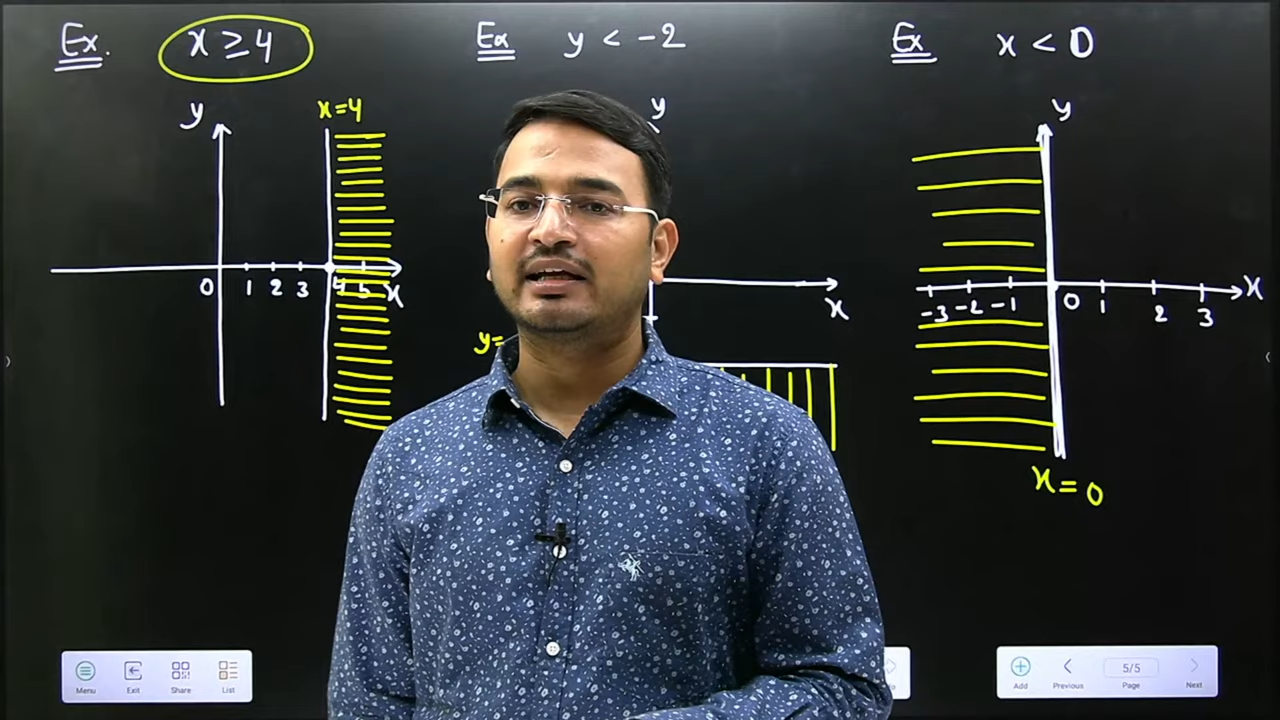 Ex. x ≥ 4
y
x=4
0 1 2 3 4 5 x
Ex y < -2
y
x
y=
Ex x < 0
y
-3 -2 -1 0 1 2 3 x
x=0
Menu Exit Share List
Add Previous 5/5 Page Next